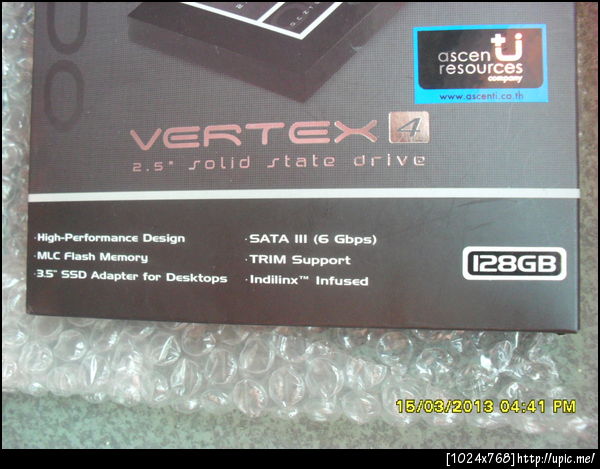 ascenti
resources
company
www.ascenti.co.th
VERTEX 4
2.5" solid state drive
·High-Performance Design
·MLC Flash Memory
·3.5" SSD Adapter for Desktops
·SATA III (6 Gbps)
·TRIM Support
·Indilinx™ Infused
128GB
15/03/2013 04:41 PM
[1024x768]http://upic.me/